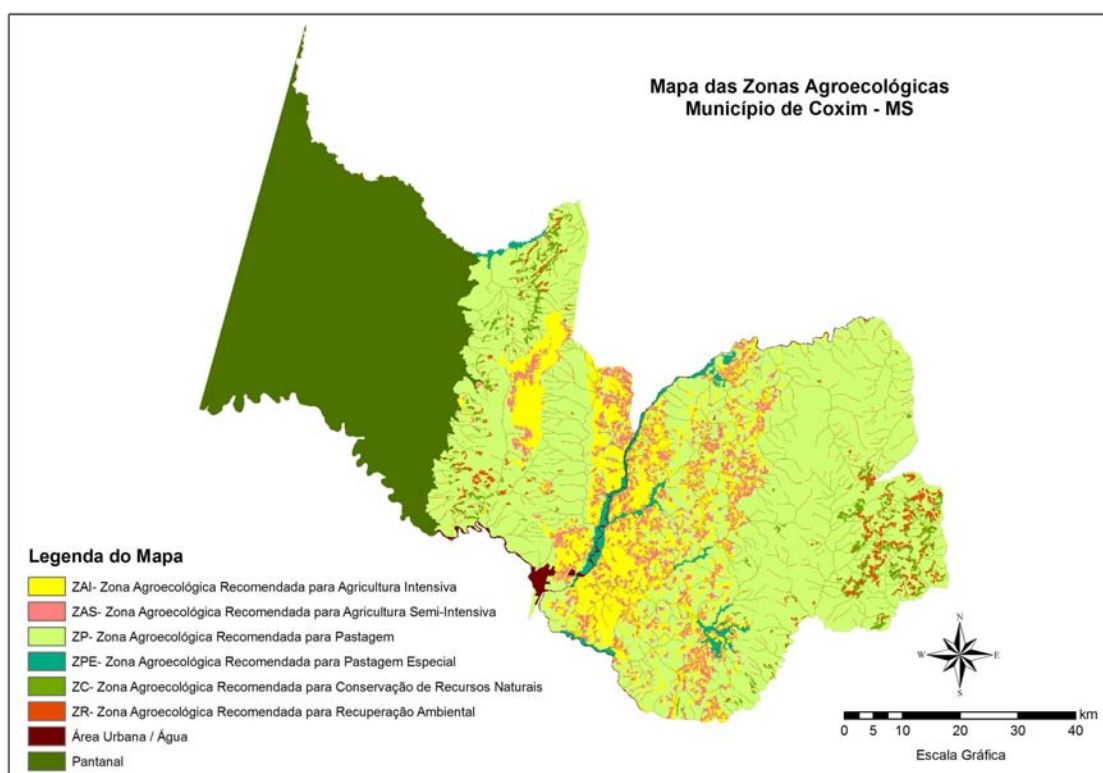 Mapa das Zonas Agroecológicas
Município de Coxim - MS
Legenda do Mapa
ZAI- Zona Agroecológica Recomendada para Agricultura Intensiva
ZAS- Zona Agroecológica Recomendada para Agricultura Semi-Intensiva
ZP- Zona Agroecológica Recomendada para Pastagem
ZPE- Zona Agroecológica Recomendada para Pastagem Especial
ZC- Zona Agroecológica Recomendada para Conservação de Recursos Naturais
ZR- Zona Agroecológica Recomendada para Recuperação Ambiental
Área Urbana / Água
Pantanal
N
W E
S
km
0 5 10 20 30 40
Escala Gráfica